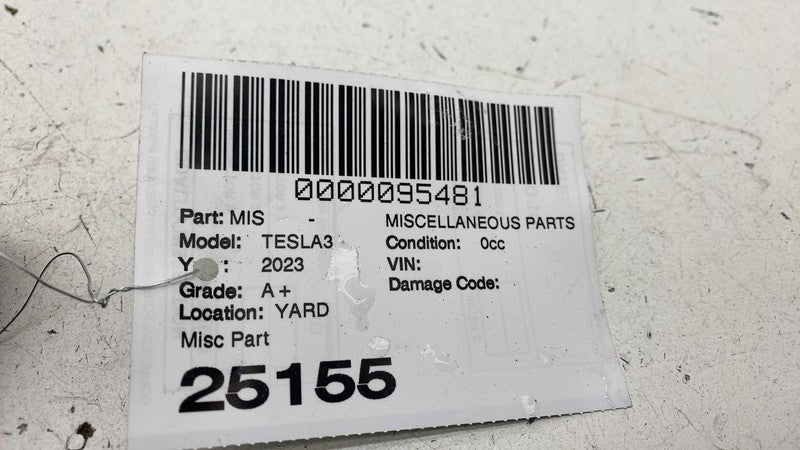 0000095481
Part: MIS - MISCELLANEOUS PARTS
Model: TESLA3 Condition: 0cc
Y : 2023 VIN:
Grade: A+ Damage Code:
Location: YARD
Misc Part
25155